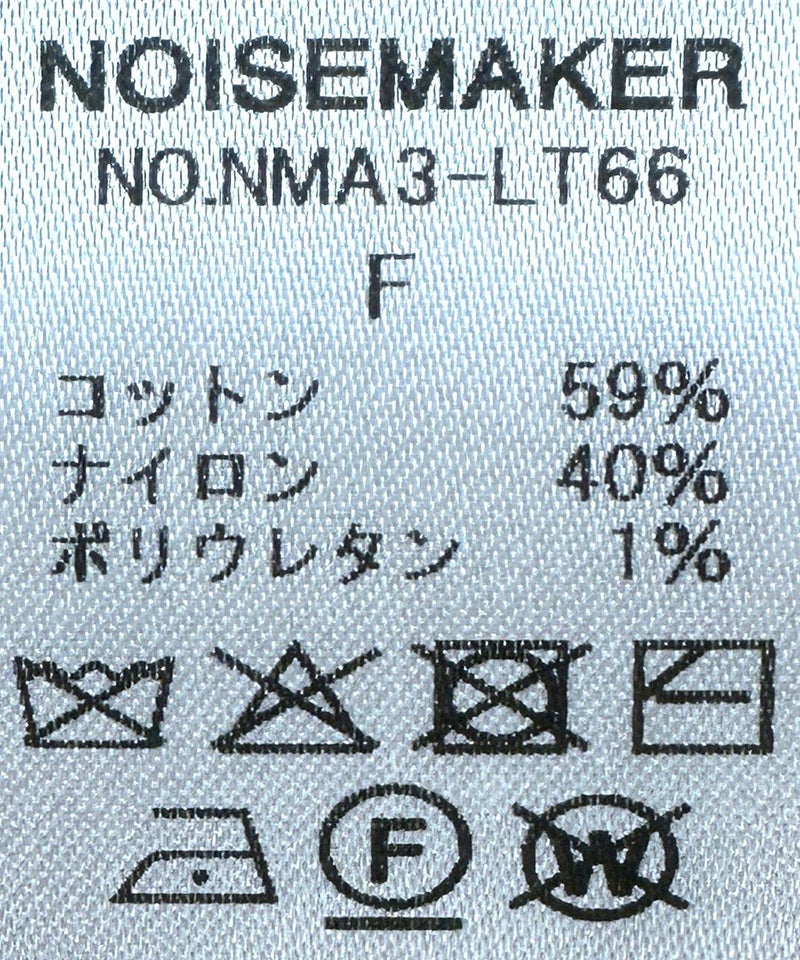 NOISEMAKER
NO.NMA3-LT66
F
コットン 59%
ナイロン 40%
ポリウレタン 1%
F W